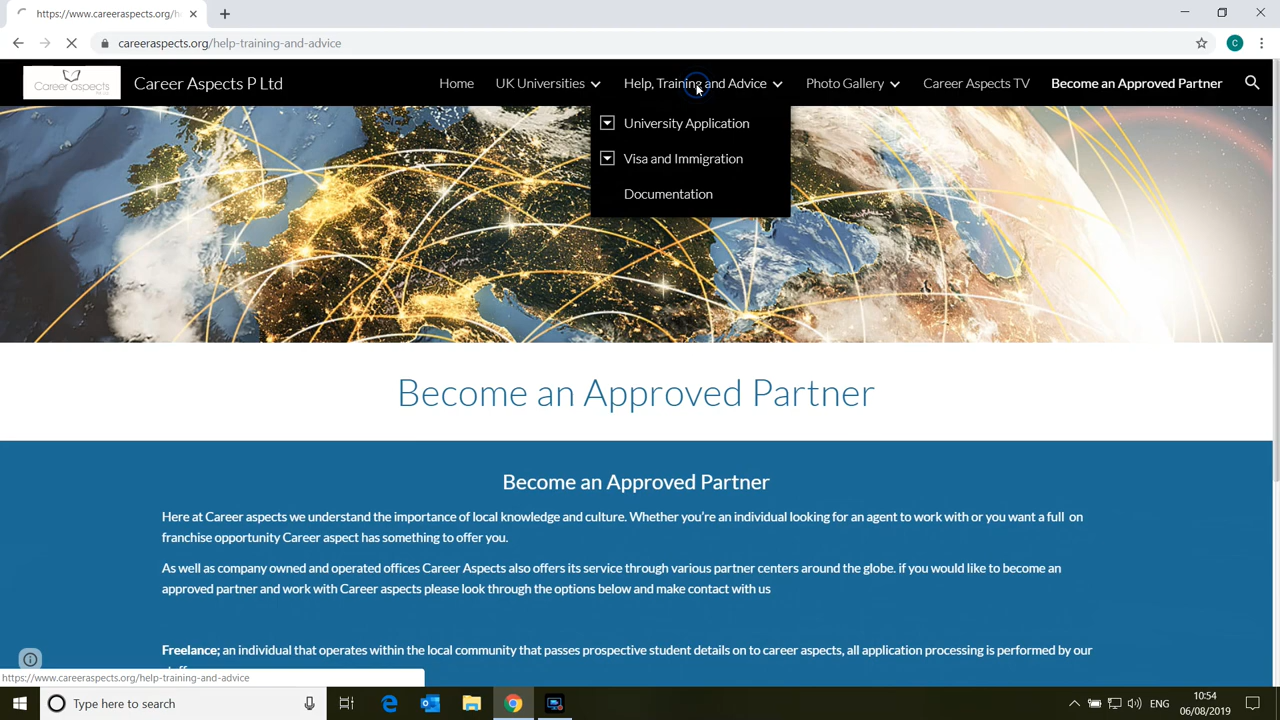 https://www.careeraspects.org/h
careeraspects.org/help-training-and-advice
C
Career aspects
Career Aspects P Ltd
Home
UK Universities
Help, Training and Advice
Photo Gallery
Career Aspects TV
Become an Approved Partner
University Application
Visa and Immigration
Documentation
Become an Approved Partner
Become an Approved Partner
Here at Career aspects we understand the importance of local knowledge and culture. Whether you're an individual looking for an agent to work with or you want a full on
franchise opportunity Career aspect has something to offer you.
As well as company owned and operated offices Career Aspects also offers its service through various partner centers around the globe. if you would like to become an
approved partner and work with Career aspects please look through the options below and make contact with us
Freelance; an individual that operates within the local community that passes prospective student details on to career aspects, all application processing is performed by our
https://www.careeraspects.org/help-training-and-advice
Type here to search
ENG
10:54
06/08/2019